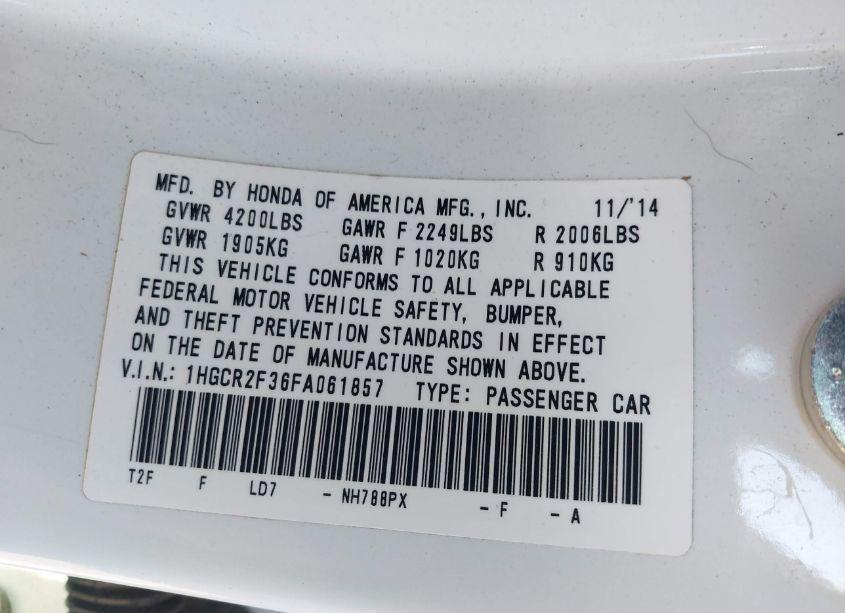 MFD. BY HONDA OF AMERICA MFG., INC. 11/'14
GVWR 4200LBS GAWR F 2249LBS R 2006LBS
GVWR 1905KG GAWR F 1020KG R 910KG
THIS VEHICLE CONFORMS TO ALL APPLICABLE
FEDERAL MOTOR VEHICLE SAFETY, BUMPER,
AND THEFT PREVENTION STANDARDS IN EFFECT
ON THE DATE OF MANUFACTURE SHOWN ABOVE.
V.I.N.: 1HGCR2F36FA061857 TYPE: PASSENGER CAR
T2F F LD7 - NH788PX - F - A